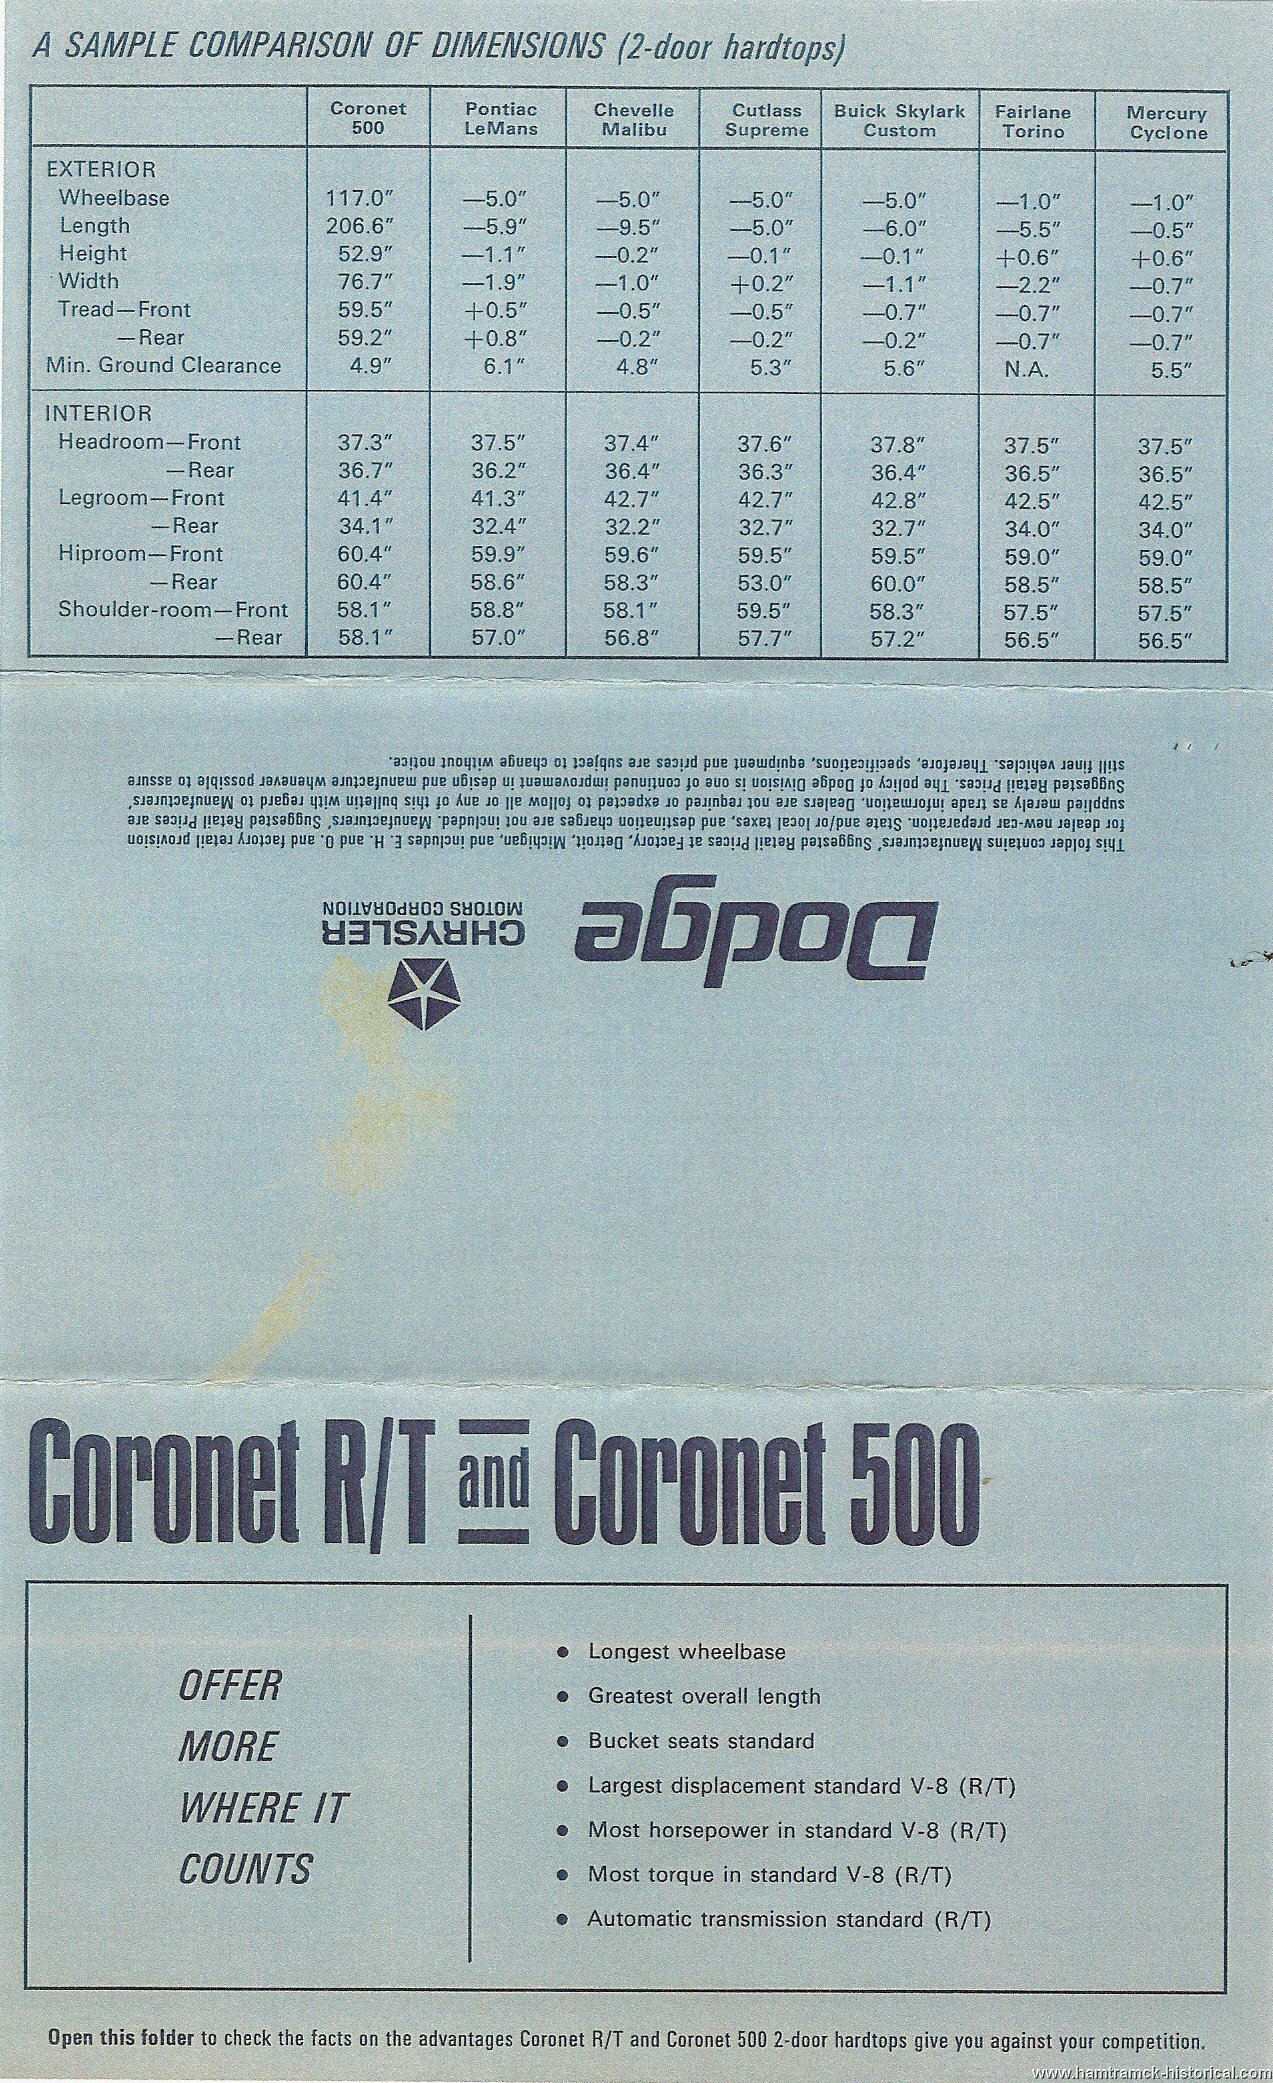 A SAMPLE COMPARISON OF DIMENSIONS (2-door hardtops)
Coronet 500 Pontiac LeMans Chevelle Malibu Cutlass Supreme Buick Skylark Custom Fairlane Torino Mercury Cyclone
EXTERIOR
Wheelbase 117.0″ —5.0″ —5.0″ —5.0″ —5.0″ —1.0″ —1.0″
Length 206.6″ —5.9″ —9.5″ —5.0″ —6.0″ —5.5″ —0.5″
Height 52.9″ —1.1″ —0.2″ —0.1″ —0.1″ +0.6″ +0.6″
Width 76.7″ —1.9″ —1.0″ +0.2″ —1.1″ —2.2″ —0.7″
Tread—Front 59.5″ +0.5″ —0.5″ —0.5″ —0.7″ —0.7″ —0.7″
—Rear 59.2″ +0.8″ —0.2″ —0.2″ —0.2″ —0.7″ —0.7″
Min. Ground Clearance 4.9″ 6.1″ 4.8″ 5.3″ 5.6″ N.A. 5.5″
INTERIOR
Headroom—Front 37.3″ 37.5″ 37.4″ 37.6″ 37.8″ 37.5″ 37.5″
—Rear 36.7″ 36.2″ 36.4″ 36.3″ 36.4″ 36.5″ 36.5″
Legroom—Front 41.4″ 41.3″ 42.7″ 42.7″ 42.8″ 42.5″ 42.5″
—Rear 34.1″ 32.4″ 32.2″ 32.7″ 32.7″ 34.0″ 34.0″
Hiproom—Front 60.4″ 59.9″ 59.6″ 59.5″ 59.5″ 59.0″ 59.0″
—Rear 60.4″ 58.6″ 58.3″ 53.0″ 60.0″ 58.5″ 58.5″
Shoulder-room—Front 58.1″ 58.8″ 58.1″ 59.5″ 58.3″ 57.5″ 57.5″
—Rear 58.1″ 57.0″ 56.8″ 57.7″ 57.2″ 56.5″ 56.5″
Dodge
CHRYSLER
MOTORS CORPORATION
This folder contains Manufacturers' Suggested Retail Prices at Factory, Detroit, Michigan, and includes E. H. and D. and factory retail provision
for dealer new-car preparation. State and/or local taxes, and destination charges are not included. Manufacturers' Suggested Retail Prices are
supplied merely as trade information. Dealers are not required or expected to follow all or any of this bulletin with regard to Manufacturers'
Suggested Retail Prices. The policy of Dodge Division is one of continued improvement in design and manufacture whenever possible to assure
still finer vehicles. Therefore, specifications, equipment and prices are subject to change without notice.
Coronet R/T and Coronet 500
OFFER
MORE
WHERE IT
COUNTS
● Longest wheelbase
● Greatest overall length
● Bucket seats standard
● Largest displacement standard V-8 (R/T)
● Most horsepower in standard V-8 (R/T)
● Most torque in standard V-8 (R/T)
● Automatic transmission standard (R/T)
Open this folder to check the facts on the advantages Coronet R/T and Coronet 500 2-door hardtops give you against your competition.
www.hamtramck-historical.com